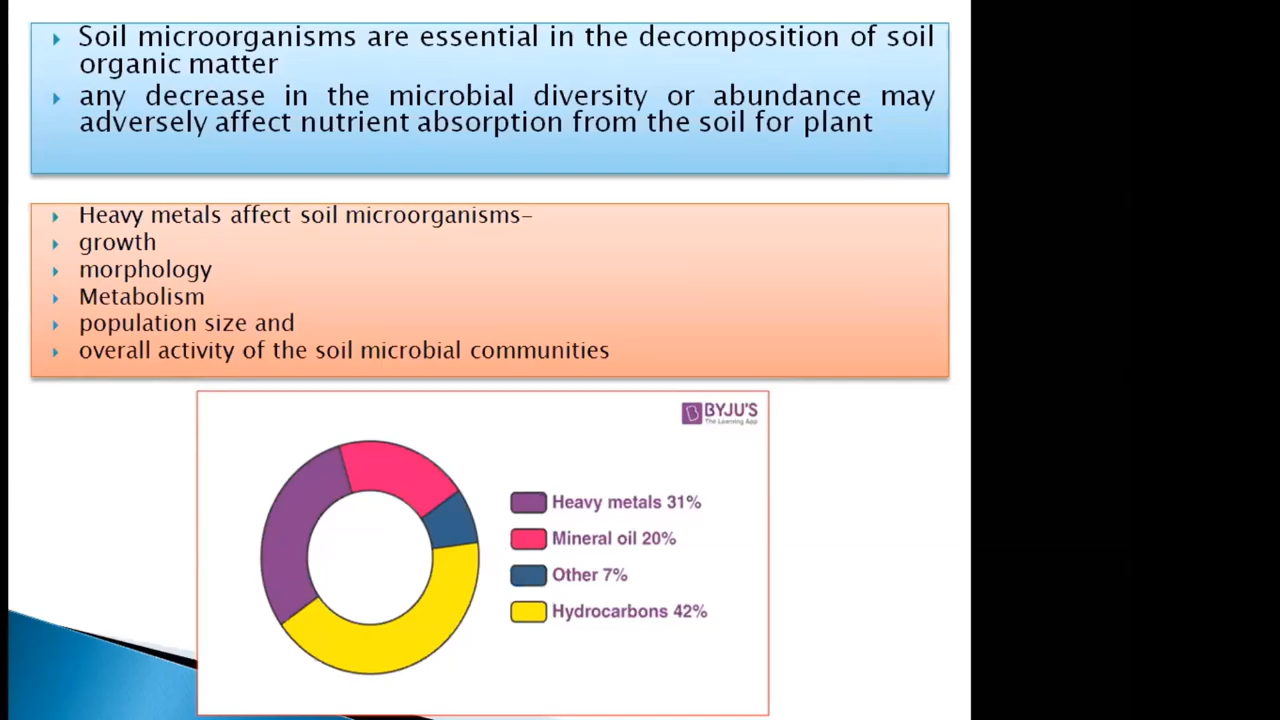 Soil microorganisms are essential in the decomposition of soil
organic matter
any decrease in the microbial diversity or abundance may
adversely affect nutrient absorption from the soil for plant
Heavy metals affect soil microorganisms-
growth
morphology
Metabolism
population size and
overall activity of the soil microbial communities
BYJU'S
The Learning App
Heavy metals 31%
Mineral oil 20%
Other 7%
Hydrocarbons 42%